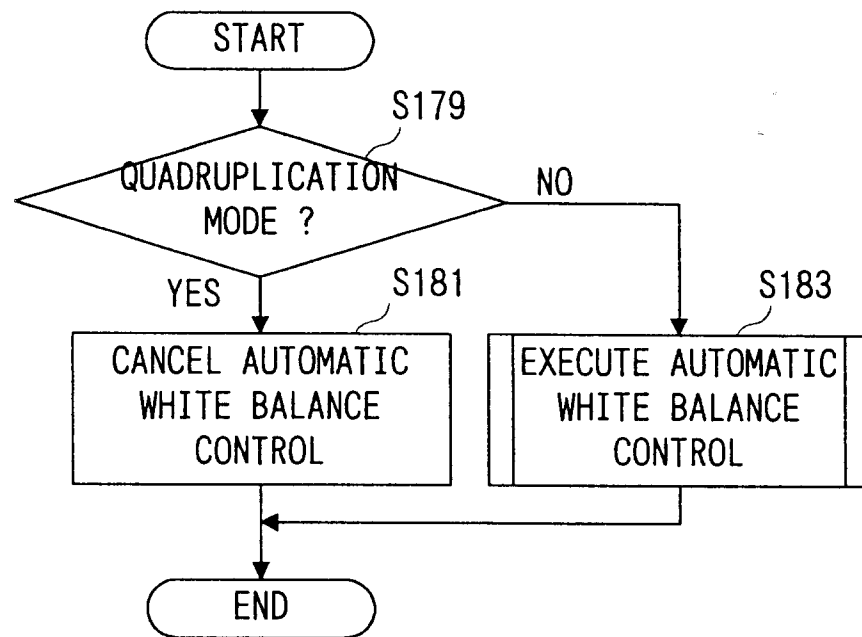 START
S179
QUADRUPLICATION
MODE ?
NO
YES
S181
S183
CANCEL AUTOMATIC
WHITE BALANCE
CONTROL
EXECUTE AUTOMATIC
WHITE BALANCE
CONTROL
END